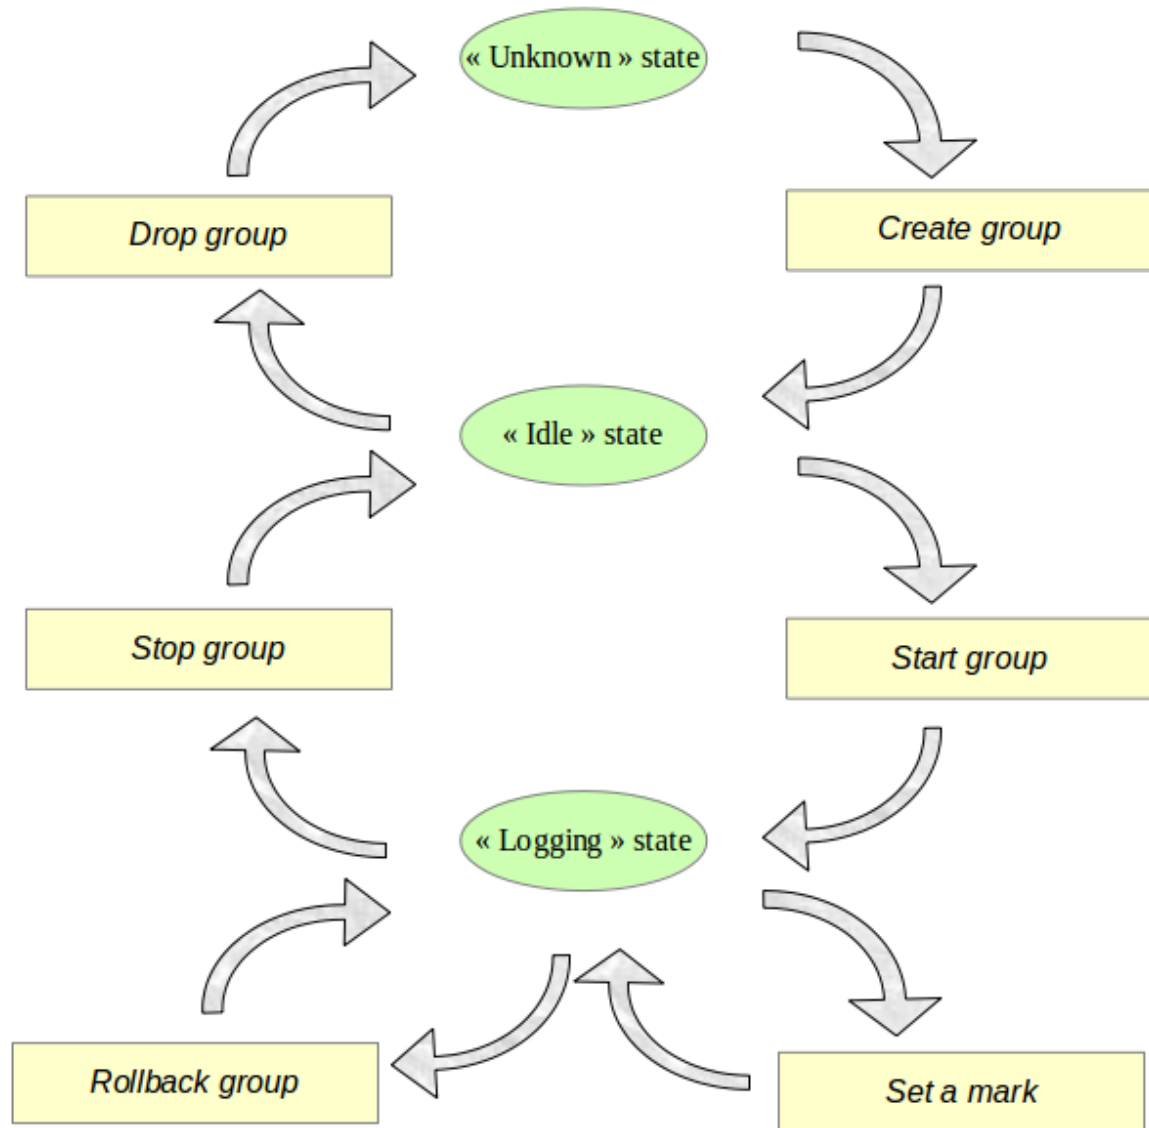 « Unknown » state
Drop group
Create group
« Idle » state
Stop group
Start group
« Logging » state
Rollback group
Set a mark